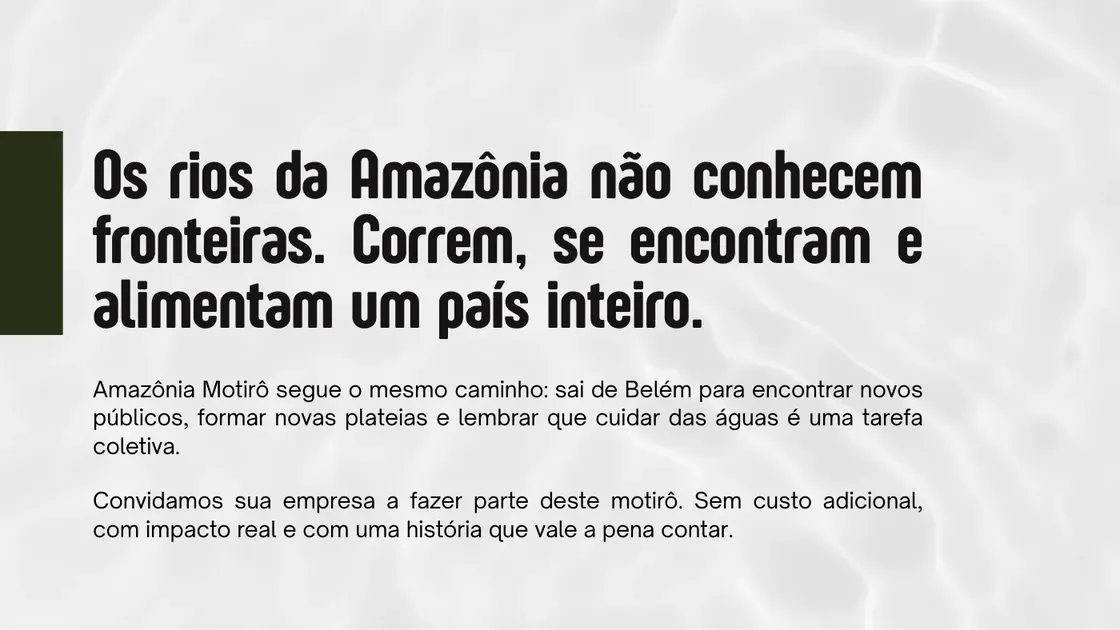 Os rios da Amazônia não conhecem
fronteiras. Correm, se encontram e
alimentam um país inteiro.
Amazônia Motirô segue o mesmo caminho: sai de Belém para encontrar novos
públicos, formar novas plateias e lembrar que cuidar das águas é uma tarefa
coletiva.
Convidamos sua empresa a fazer parte deste motirô. Sem custo adicional,
com impacto real e com uma história que vale a pena contar.